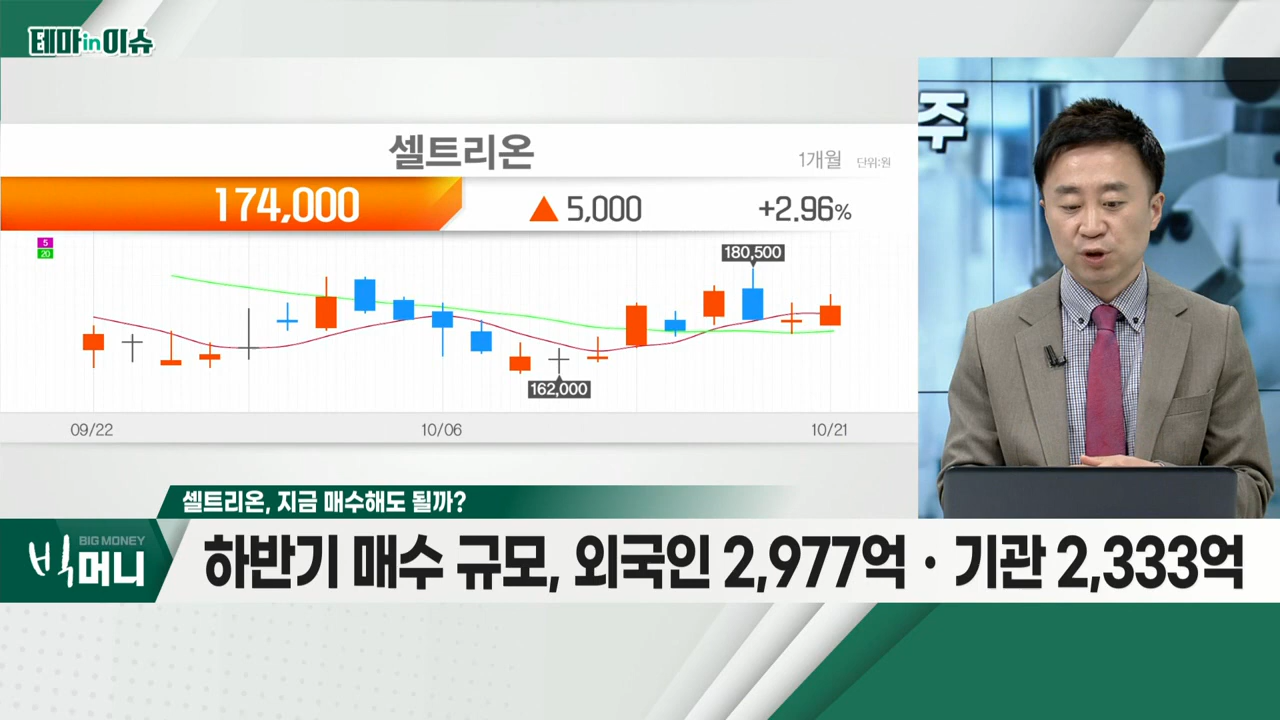 테마in이슈
주
셀트리온
1개월 단위:원
174,000 ▲ 5,000 +2.96%
5
20
180,500
162,000
09/22 10/06 10/21
셀트리온, 지금 매수해도 될까?
BIG MONEY
빅머니
하반기 매수 규모, 외국인 2,977억 · 기관 2,333억